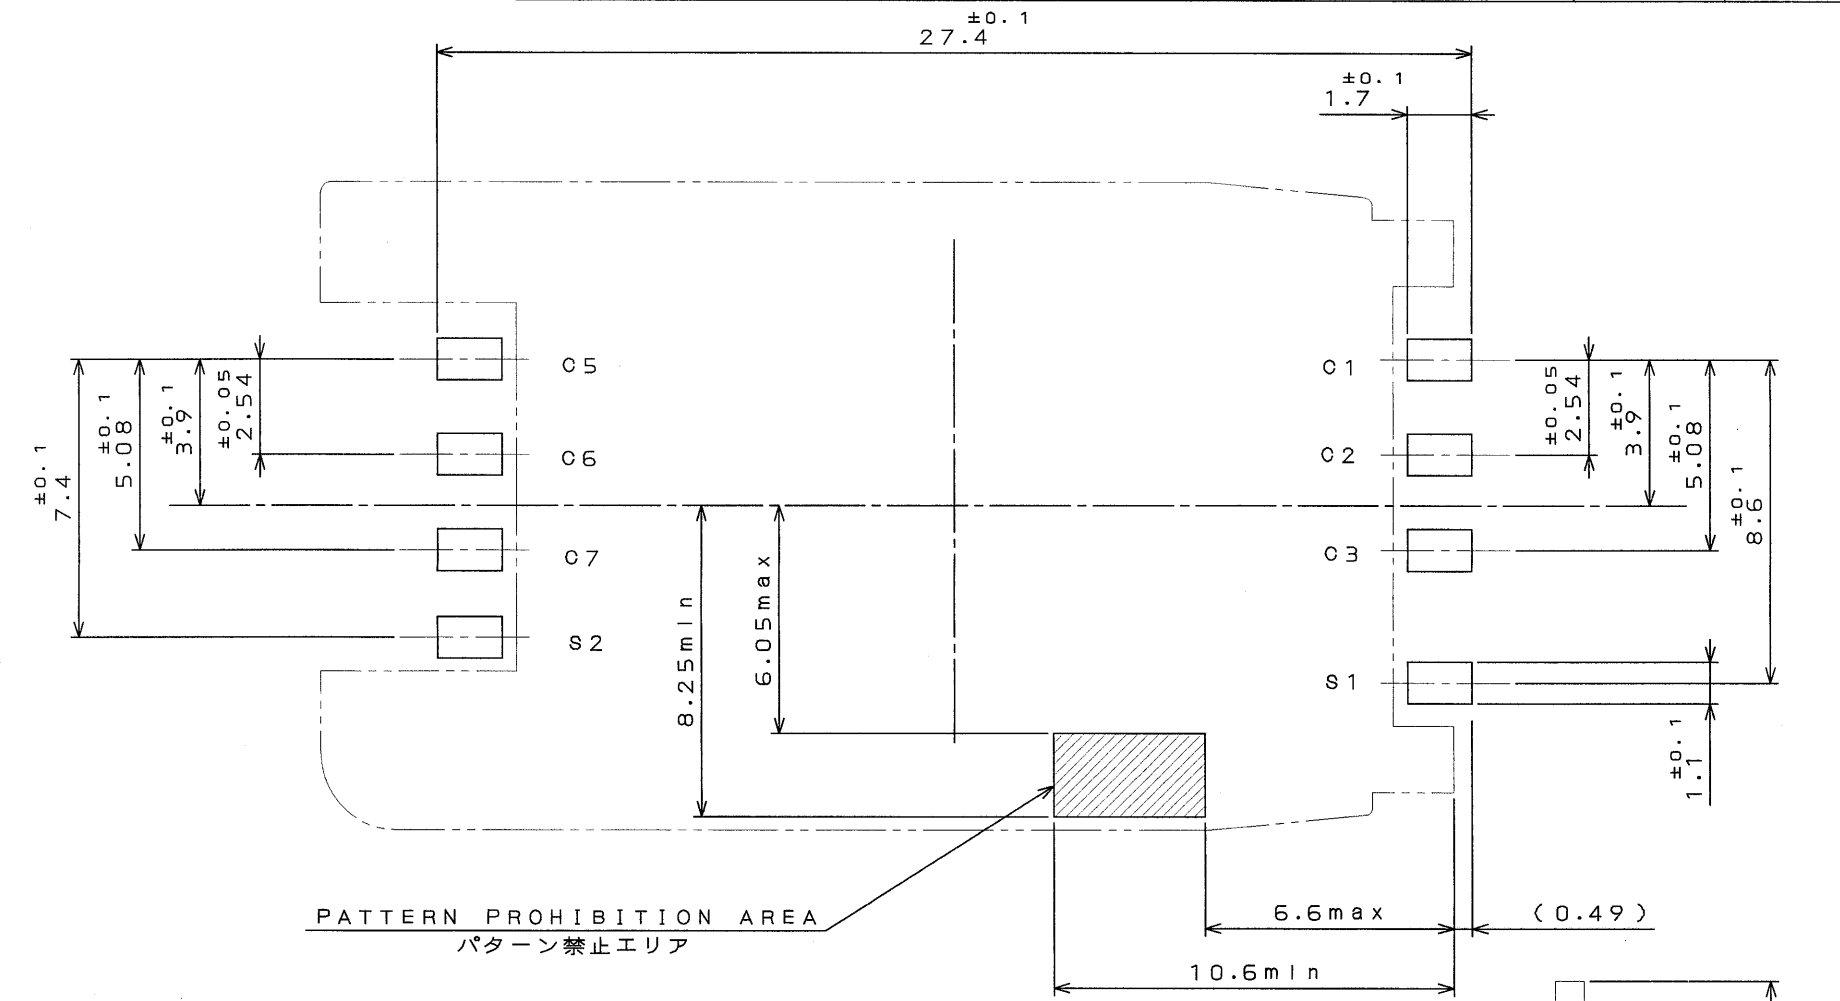 ±0.1
27.4
±0.1
1.7
C5
C1
±0.1
7.4
±0.1
5.08
±0.1
3.9
±0.05
2.54
±0.05
2.54
±0.1
3.9
±0.1
5.08
±0.1
8.6
C6
C2
C7
C3
S2
S1
8.25min
6.05max
±0.1
1.1
PATTERN PROHIBITION AREA
パターン禁止エリア
6.6max
(0.49)
10.6min